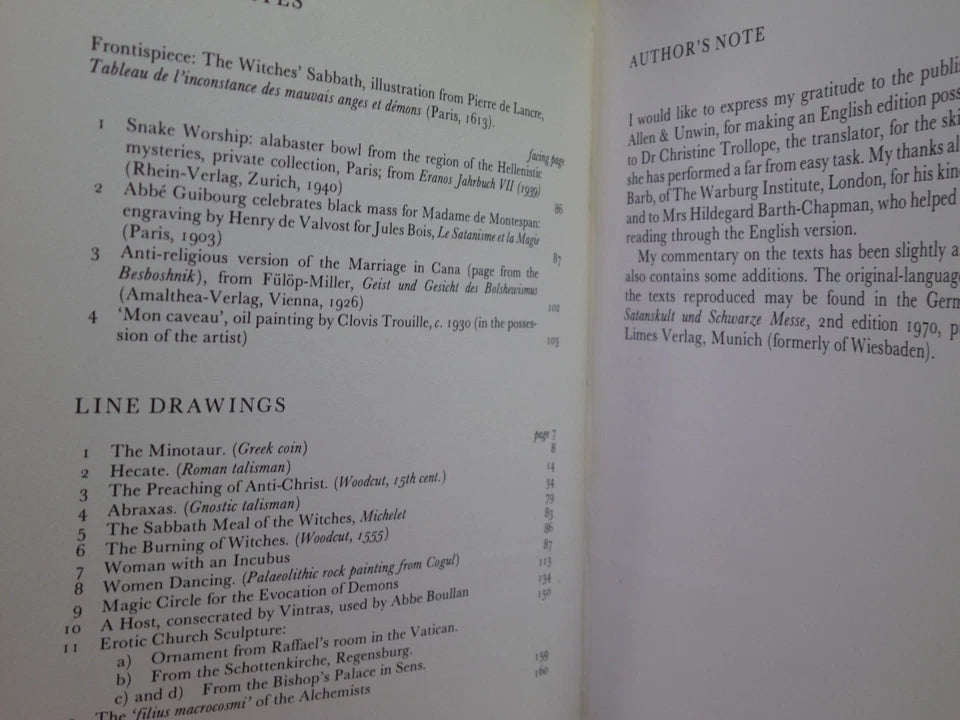 TES
Frontispiece: The Witches' Sabbath, illustration from Pierre de Lancre,
Tableau de l'inconstance des mauvais anges et démons (Paris, 1613).
facing page
1 Snake Worship: alabaster bowl from the region of the Hellenistic
mysteries, private collection, Paris; from Eranos Jahrbuch VII (1939)
(Rhein-Verlag, Zurich, 1940) 86
2 Abbé Guibourg celebrates black mass for Madame de Montespan:
engraving by Henry de Valvost for Jules Bois, Le Satanisme et la Magie
(Paris, 1903) 87
3 Anti-religious version of the Marriage in Cana (page from the
Besboshnik), from Fülöp-Miller, Geist und Gesicht des Bolshewismus
(Amalthea-Verlag, Vienna, 1926) 102
4 'Mon caveau', oil painting by Clovis Trouille, c. 1930 (in the posses-
sion of the artist) 103
LINE DRAWINGS
1 The Minotaur. (Greek coin) page 7
2 Hecate. (Roman talisman) 8
3 The Preaching of Anti-Christ. (Woodcut, 15th cent.) 14
4 Abraxas. (Gnostic talisman) 34
5 The Sabbath Meal of the Witches, Michelet 79
6 The Burning of Witches. (Woodcut, 1555) 83
7 Woman with an Incubus 86
8 Women Dancing. (Palaeolithic rock painting from Cogul) 87
9 Magic Circle for the Evocation of Demons 113
10 A Host, consecrated by Vintras, used by Abbe Boullan 134
11 Erotic Church Sculpture: 150
a) Ornament from Raffael's room in the Vatican.
b) From the Schottenkirche, Regensburg.
c) and d) From the Bishop's Palace in Sens. 159
The 'filius macrocosmi' of the Alchemists 160
AUTHOR'S NOTE
I would like to express my gratitude to the publis
Allen & Unwin, for making an English edition poss
to Dr Christine Trollope, the translator, for the ski
she has performed a far from easy task. My thanks al
Barb, of The Warburg Institute, London, for his kin
and to Mrs Hildegard Barth-Chapman, who helped
reading through the English version.
My commentary on the texts has been slightly a
also contains some additions. The original-language
the texts reproduced may be found in the Germ
Satanskult und Schwarze Messe, 2nd edition 1970, p
Limes Verlag, Munich (formerly of Wiesbaden).